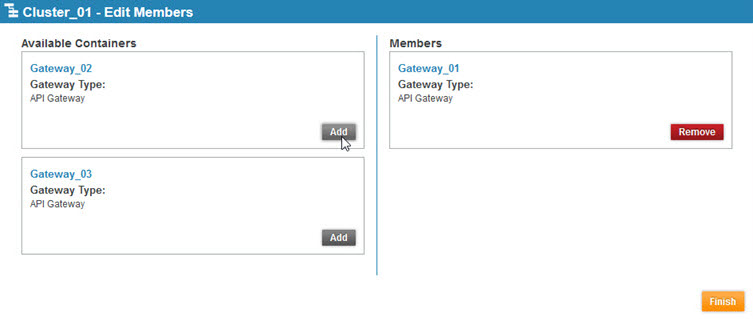 Cluster_01 - Edit Members
Available Containers
Gateway_02
Gateway Type:
API Gateway
Add
Gateway_03
Gateway Type:
API Gateway
Add
Members
Gateway_01
Gateway Type:
API Gateway
Remove
Finish